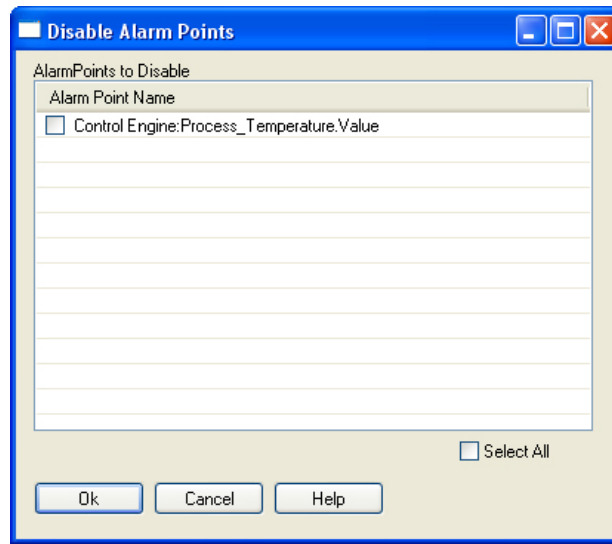 Disable Alarm Points
AlarmPoints to Disable
Alarm Point Name
Control Engine:Process_Temperature.Value
Select All
Ok
Cancel
Help